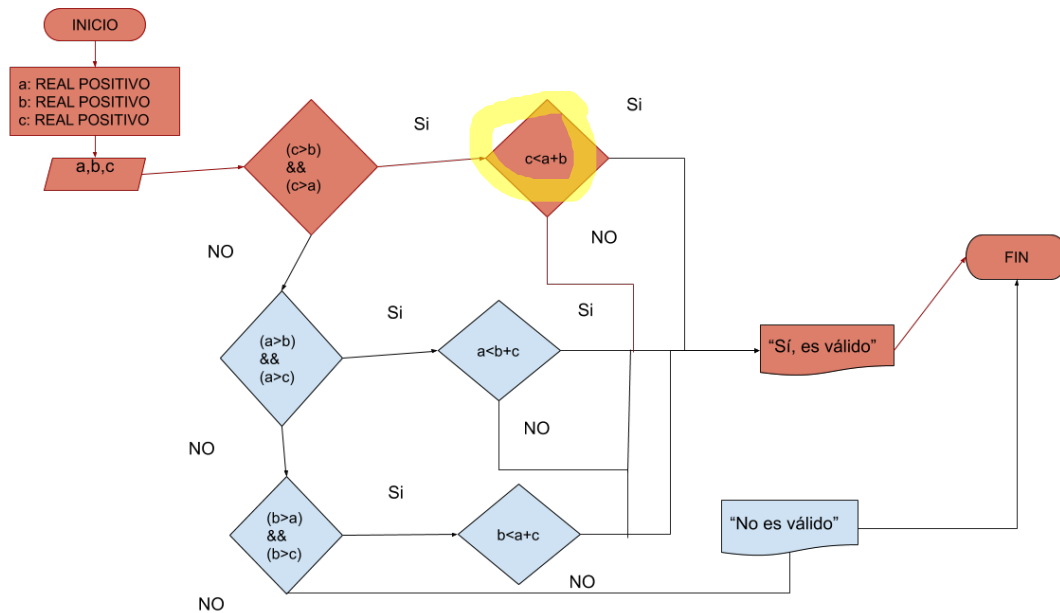 INICIO
a: REAL POSITIVO
b: REAL POSITIVO
c: REAL POSITIVO
a,b,c
(c>b)
&&
(c>a)
Si
c<a+b
Si
NO
NO
FIN
(a>b)
&&
(a>c)
Si
a<b+c
Si
"Sí, es válido"
NO
NO
(b>a)
&&
(b>c)
Si
b<a+c
"No es válido"
NO
NO